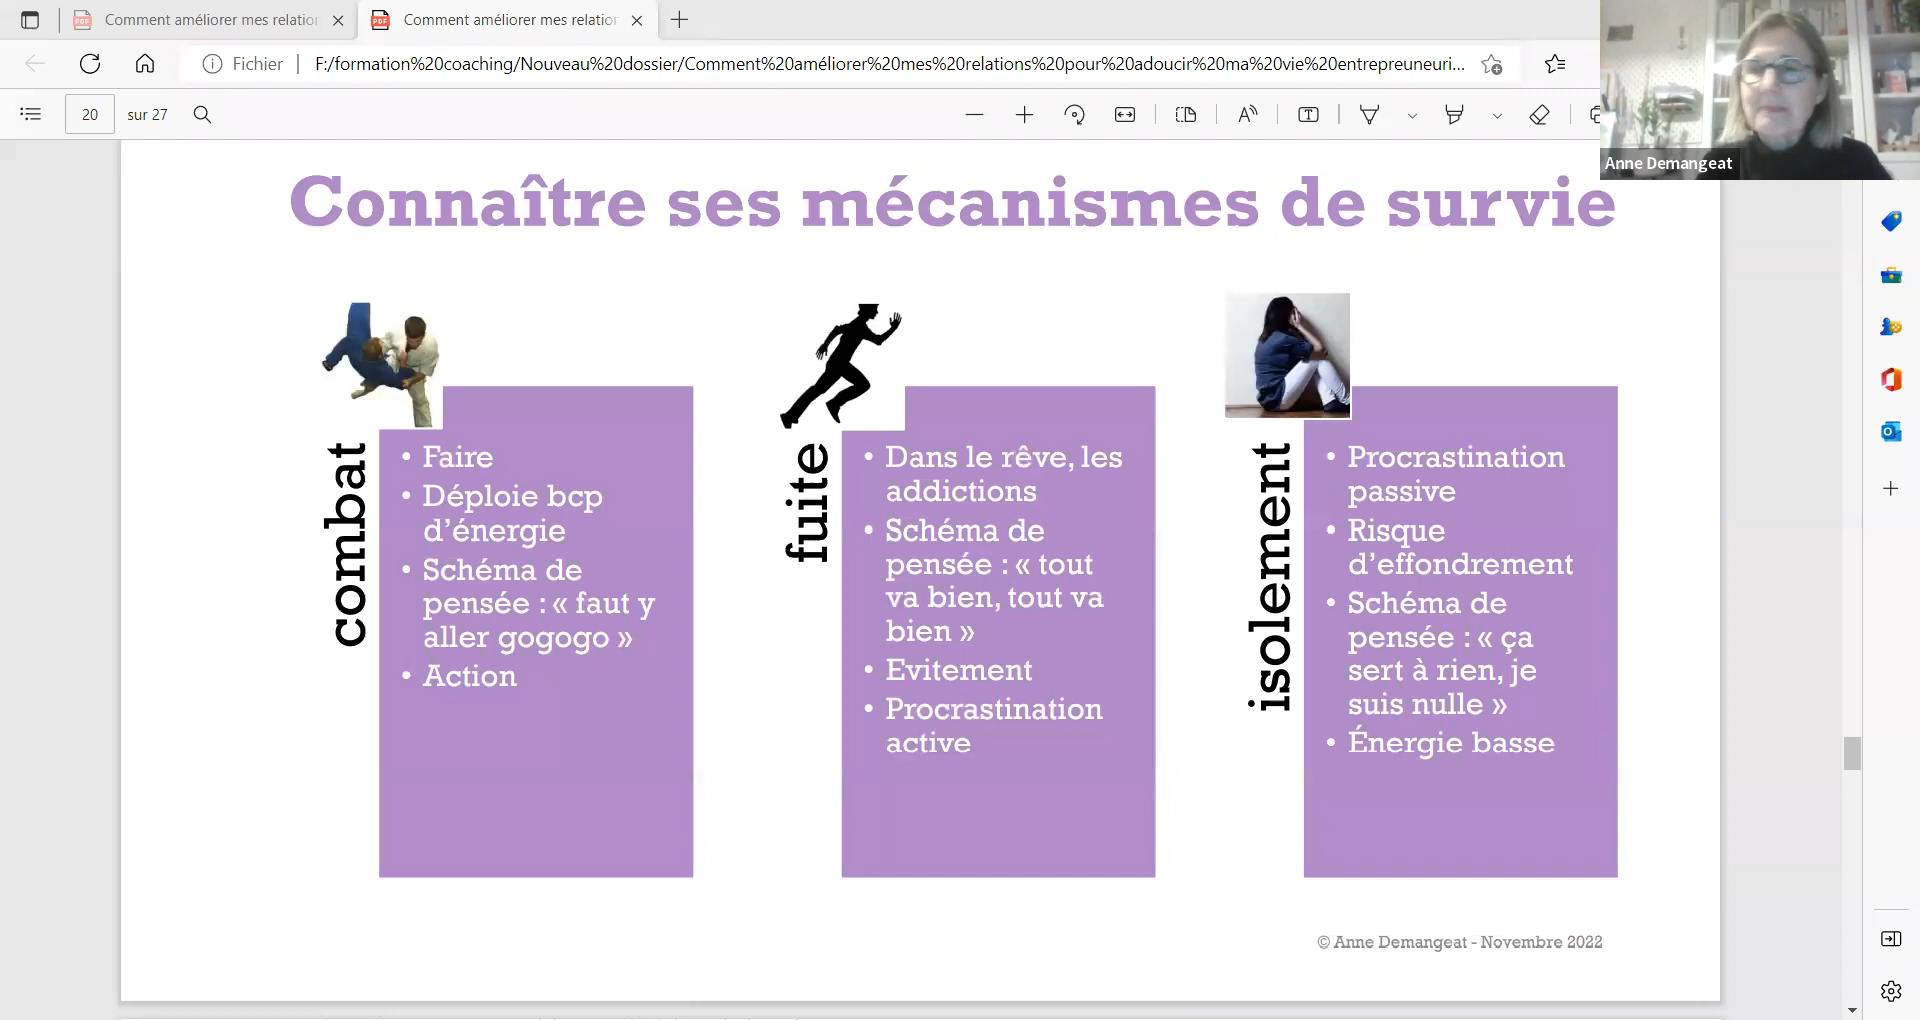 Comment améliorer mes relation
Comment améliorer mes relation
Fichier
F:/formation%20coaching/Nouveau%20dossier/Comment%20améliorer%20mes%20relations%20pour%20adoucir%20ma%20vie%20entrepreuneuri...
20 sur 27
Anne Demangeat
Connaître ses mécanismes de survie
combat
• Faire
• Déploie bcp
d’énergie
• Schéma de
pensée : « faut y
aller gogogo »
• Action
fuite
• Dans le rêve, les
addictions
• Schéma de
pensée : « tout
va bien, tout va
bien »
• Evitement
• Procrastination
active
isolement
• Procrastination
passive
• Risque
d’effondrement
• Schéma de
pensée : « ça
sert à rien, je
suis nulle »
• Énergie basse
© Anne Demangeat - Novembre 2022